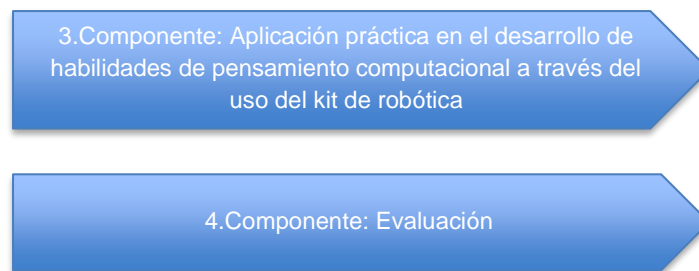 3.Componente: Aplicación práctica en el desarrollo de
habilidades de pensamiento computacional a través del
uso del kit de robótica
4.Componente: Evaluación